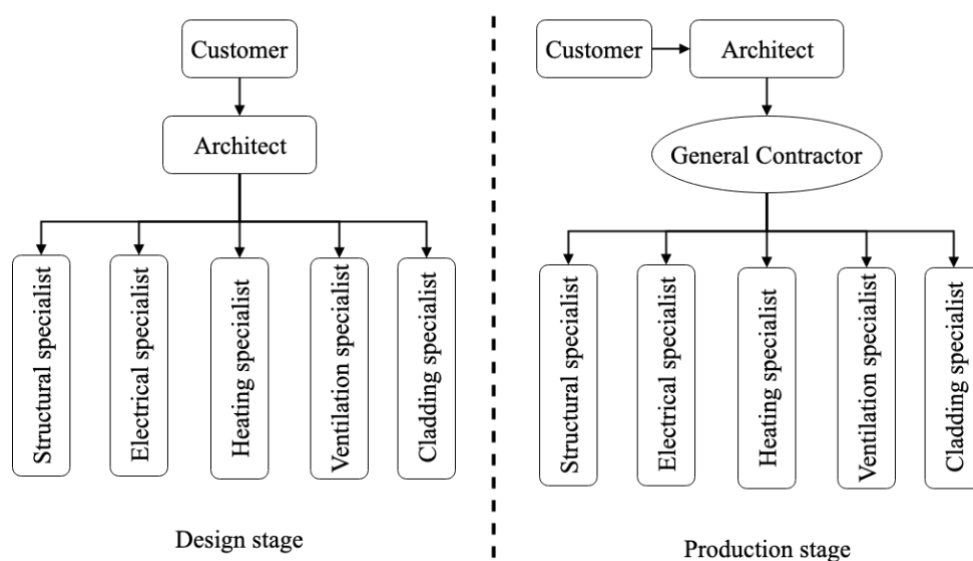 Customer
Architect
Structural specialist
Electrical specialist
Heating specialist
Ventilation specialist
Cladding specialist
Design stage
Customer
Architect
General Contractor
Structural specialist
Electrical specialist
Heating specialist
Ventilation specialist
Cladding specialist
Production stage